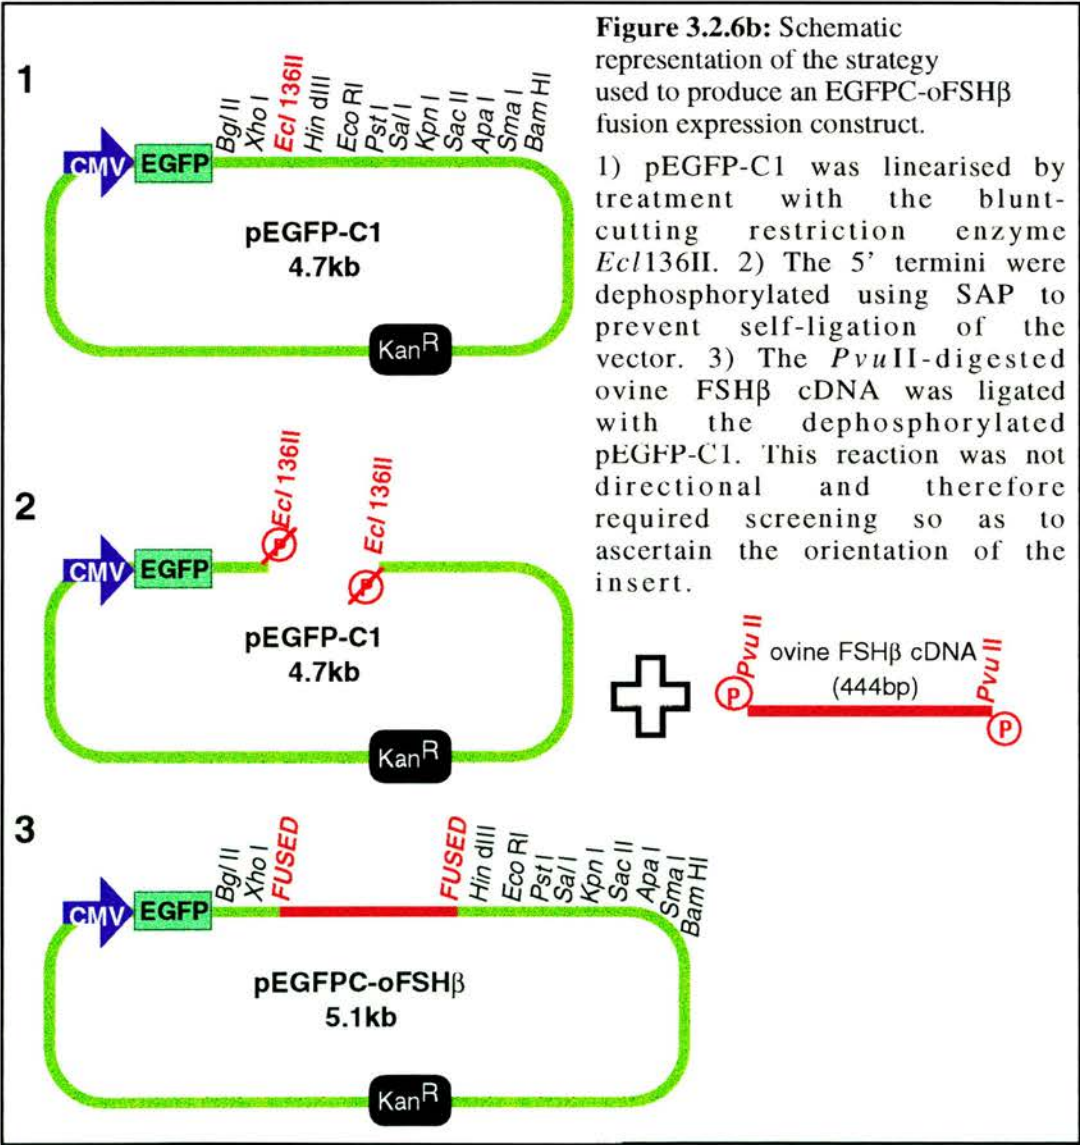 Figure 3.2.6b: Schematic
representation of the strategy
used to produce an EGFPC-oFSHβ
fusion expression construct.
1) pEGFP-C1 was linearised by
treatment with the blunt-
cutting restriction enzyme
Ecl136II. 2) The 5' termini were
dephosphorylated using SAP to
prevent self-ligation of the
vector. 3) The PvuII-digested
ovine FSHβ cDNA was ligated
with the dephosphorylated
pEGFP-C1. This reaction was not
directional and therefore
required screening so as to
ascertain the orientation of the
insert.
1
Bgl II
Xho I
Ecl 136II
Hin dIII
Eco RI
Pst I
Sal I
Kpn I
Sac II
Apa I
Sma I
Bam HI
CMV
EGFP
pEGFP-C1
4.7kb
KanR
2
Ecl 136II
Ecl 136II
P
P
CMV
EGFP
pEGFP-C1
4.7kb
KanR
Pvu II
ovine FSHβ cDNA
(444bp)
Pvu II
P
P
3
Bgl II
Xho I
FUSED
FUSED
Hin dIII
Eco RI
Pst I
Sal I
Kpn I
Sac II
Apa I
Sma I
Bam HI
CMV
EGFP
pEGFPC-oFSHβ
5.1kb
KanR